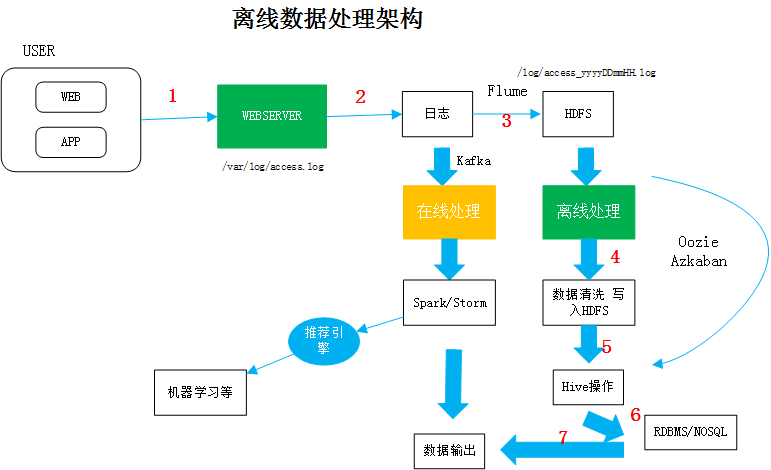 离线数据处理架构
USER
WEB
APP
1
WEBSERVER
/var/log/access.log
2
日志
Flume
3
/log/access_yyyyDDmmHH.log
HDFS
Kafka
在线处理
离线处理
Oozie
Azkaban
4
Spark/Storm
数据清洗 写
入HDFS
推荐引
擎
5
机器学习等
Hive操作
6
RDBMS/NOSQL
7
数据输出